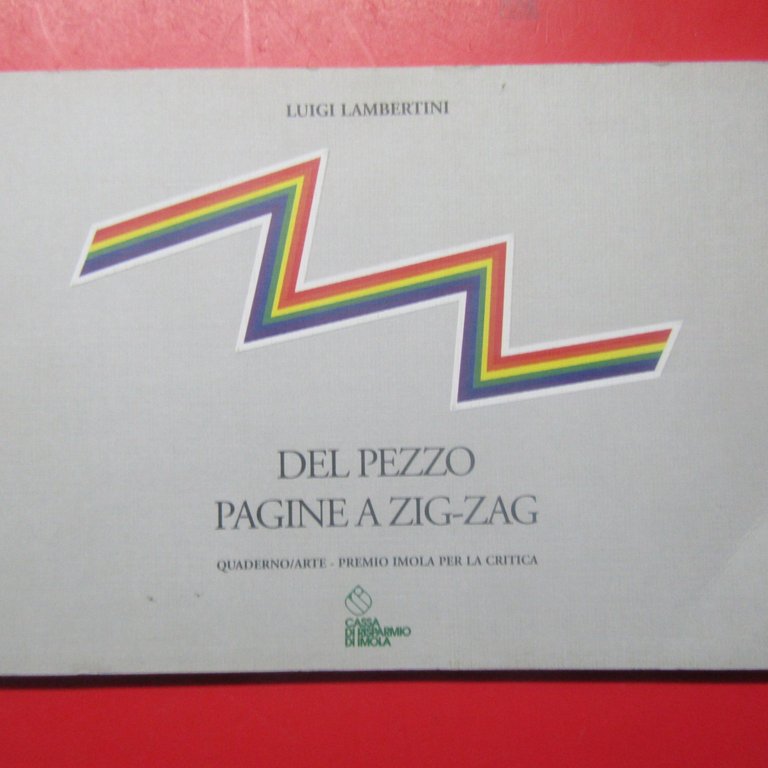 LUIGI LAMBERTINI
DEL PEZZO
PAGINE A ZIG-ZAG
QUADERNO/ARTE - PREMIO IMOLA PER LA CRITICA
CASSA
DI RISPARMIO
DI IMOLA